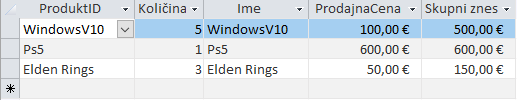 ProduktID Količina Ime ProdajnaCena Skupni znes
WindowsV10 5 WindowsV10 100,00 € 500,00 €
Ps5 1 Ps5 600,00 € 600,00 €
Elden Rings 3 Elden Rings 50,00 € 150,00 €